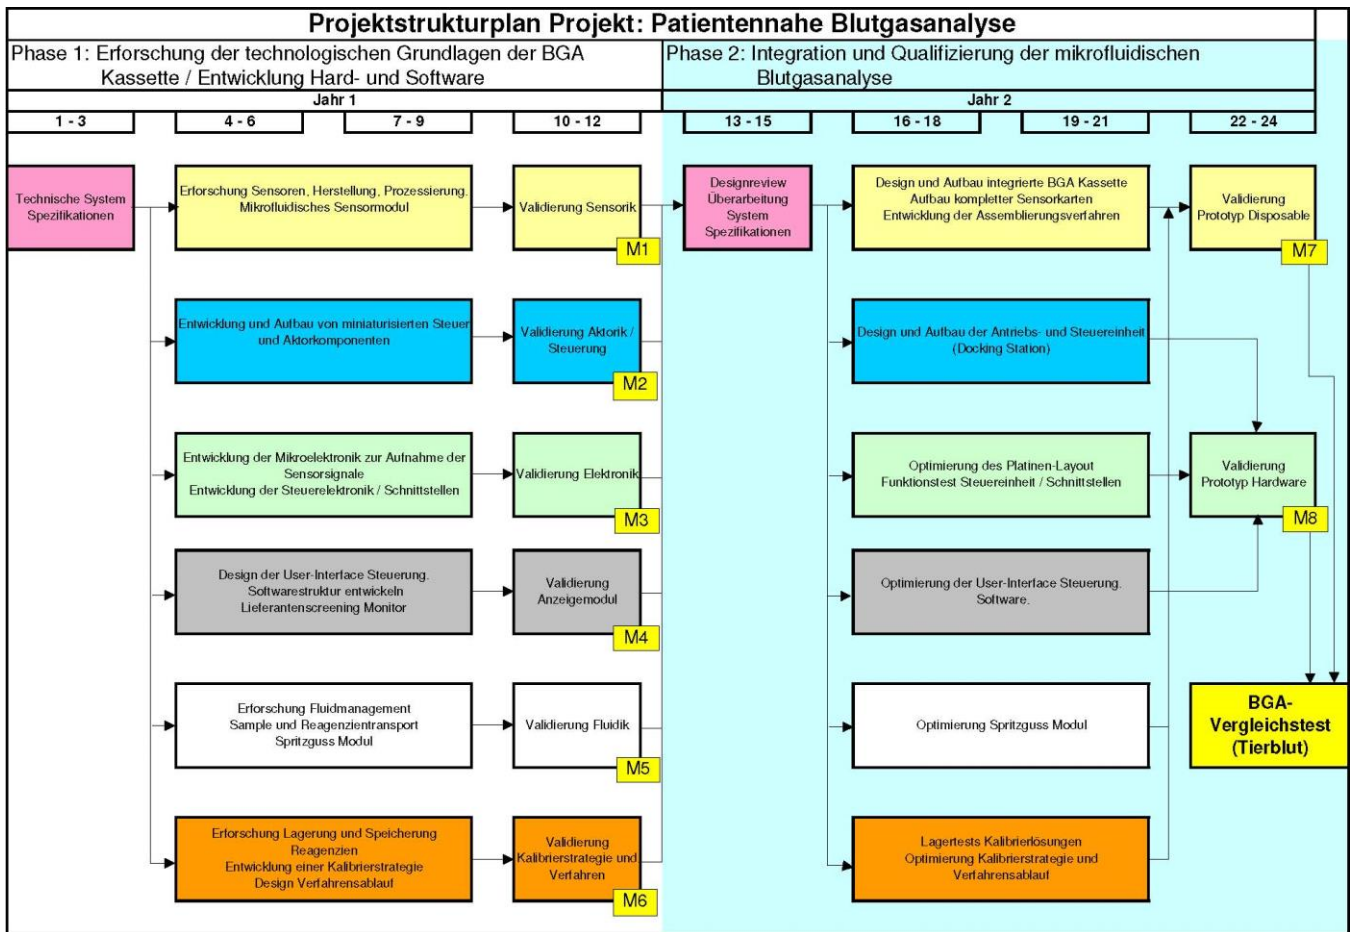 Projektstrukturplan Projekt: Patientennahe Blutgasanalyse
Phase 1: Erforschung der technologischen Grundlagen der BGA
Kassette / Entwicklung Hard- und Software
Phase 2: Integration und Qualifizierung der mikrofluidischen
Blutgasanalyse
Jahr 1
Jahr 2
1 - 3
4 - 6
7 - 9
10 - 12
13 - 15
16 - 18
19 - 21
22 - 24
Technische System
Spezifikationen
Erforschung Sensoren, Herstellung, Prozessierung.
Mikrofluidisches Sensormodul
Validierung Sensorik
M1
Designreview
Überarbeitung
System
Spezifikationen
Design und Aufbau integrierte BGA Kassette
Aufbau kompletter Sensorkarten
Entwicklung der Assemblierungsverfahren
Validierung
Prototyp Disposable
M7
Entwicklung und Aufbau von miniaturisierten Steuer
und Aktorkomponenten
Validierung Aktorik /
Steuerung
M2
Design und Aufbau der Antriebs- und Steuereinheit
(Docking Station)
Entwicklung der Mikroelektronik zur Aufnahme der
Sensorsignale
Entwicklung der Steuerelektronik / Schnittstellen
Validierung Elektronik
M3
Optimierung des Platinen-Layout
Funktionstest Steuereinheit / Schnittstellen
Validierung
Prototyp Hardware
M8
Design der User-Interface Steuerung.
Softwarestruktur entwickeln
Lieferantenscreening Monitor
Validierung
Anzeigemodul
M4
Optimierung der User-Interface Steuerung.
Software.
Erforschung Fluidmanagement
Sample und Reagenzientransport
Spritzguss Modul
Validierung Fluidik
M5
Optimierung Spritzguss Modul
BGA-
Vergleichstest
(Tierblut)
Erforschung Lagerung und Speicherung
Reagenzien
Entwicklung einer Kalibrierstrategie
Design Verfahrensablauf
Validierung
Kalibrierstrategie und
Verfahren
M6
Lagertests Kalibrierlösungen
Optimierung Kalibrierstrategie und
Verfahrensablauf